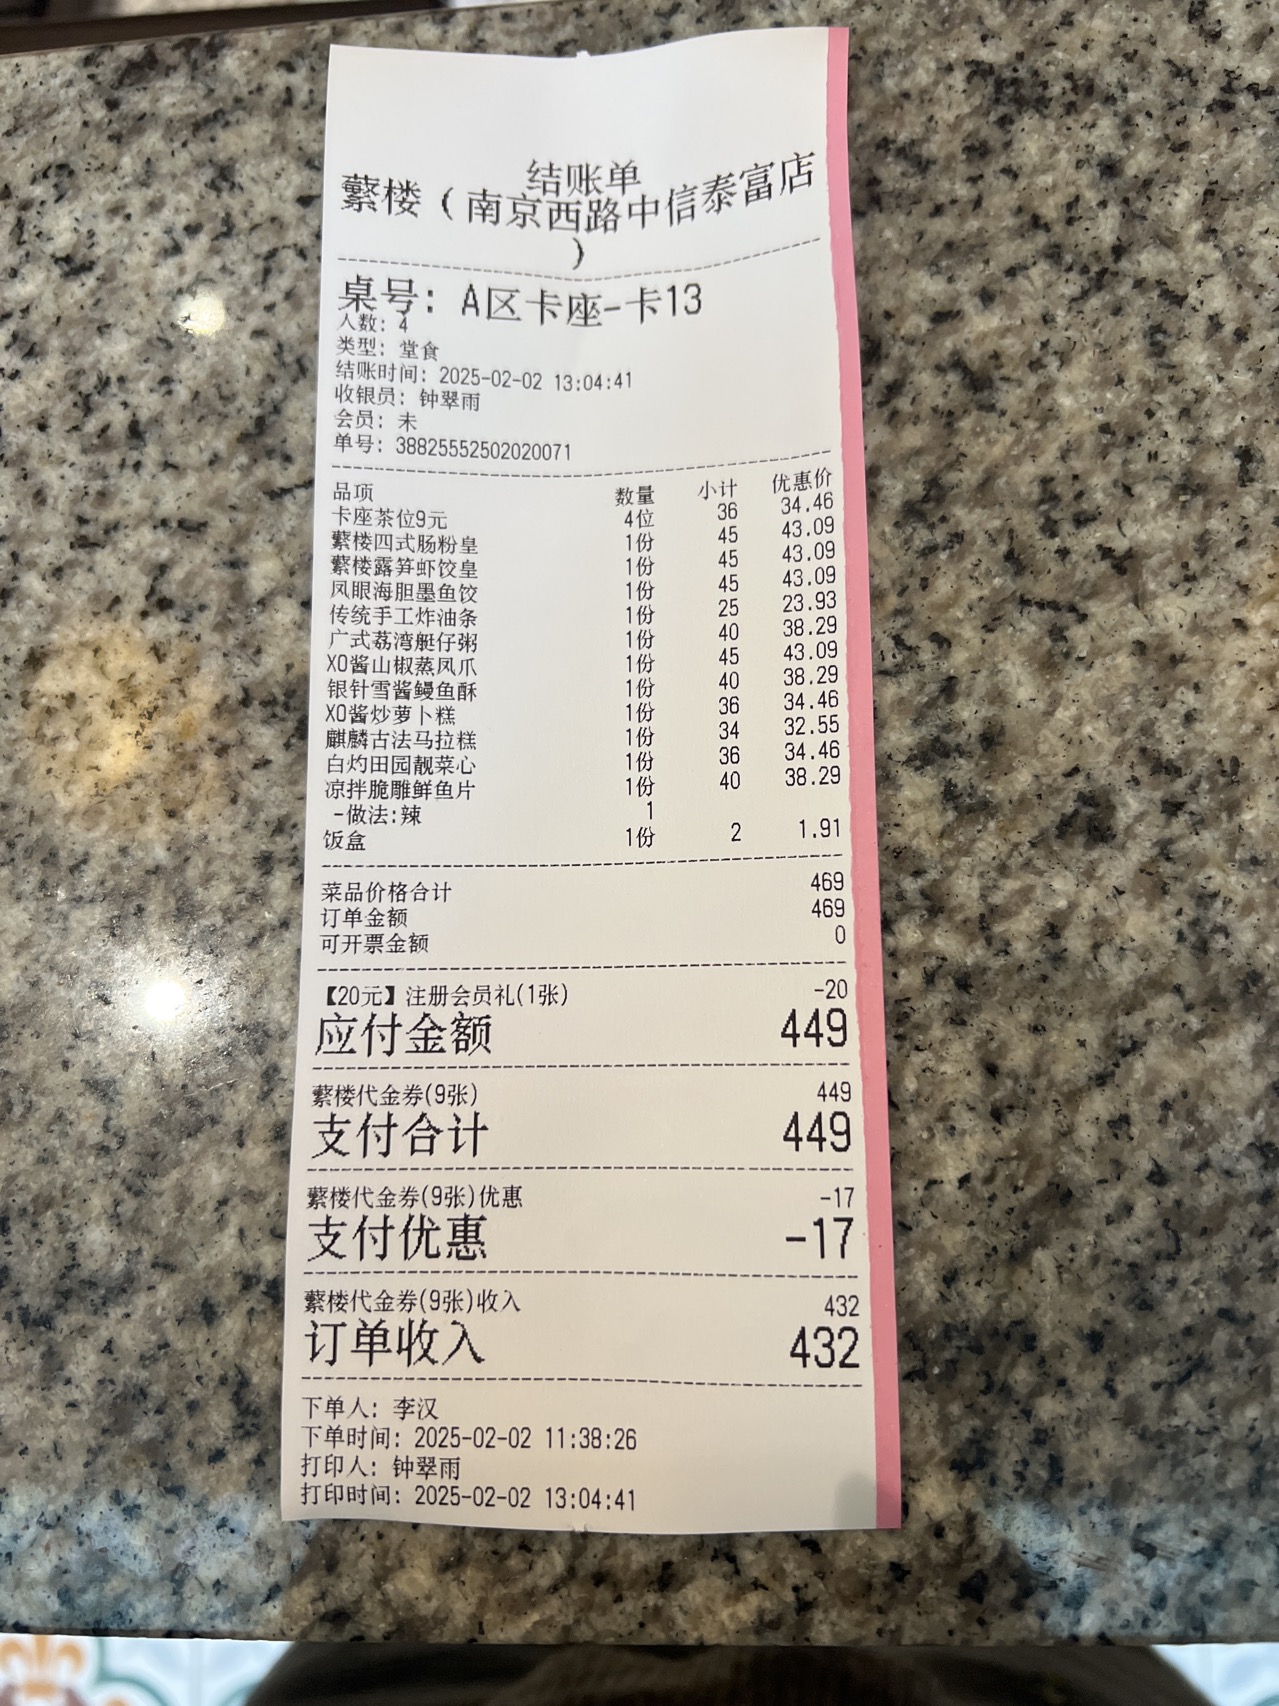 结账单
蘩楼（南京西路中信泰富店
）
桌号：A区卡座-卡13
人数：4
类型：堂食
结账时间：2025-02-02 13:04:41
收银员：钟翠雨
会员：未
单号：38825552502020071
品项 数量 小计 优惠价
卡座茶位9元 4位 36 34.46
蘩楼四式肠粉皇 1份 45 43.09
蘩楼露笋虾饺皇 1份 45 43.09
凤眼海胆墨鱼饺 1份 45 43.09
传统手工炸油条 1份 25 23.93
广式荔湾艇仔粥 1份 40 38.29
XO酱山椒蒸凤爪 1份 45 43.09
银针雪酱鳗鱼酥 1份 40 38.29
XO酱炒萝卜糕 1份 36 34.46
麒麟古法马拉糕 1份 34 32.55
白灼田园靓菜心 1份 36 34.46
凉拌脆雕鲜鱼片 1份 40 38.29
-做法:辣 1
饭盒 1份 2 1.91
菜品价格合计 469
订单金额 469
可开票金额 0
【20元】注册会员礼(1张) -20
应付金额 449
蘩楼代金券(9张) 449
支付合计 449
蘩楼代金券(9张)优惠 -17
支付优惠 -17
蘩楼代金券(9张)收入 432
订单收入 432
下单人：李汉
下单时间：2025-02-02 11:38:26
打印人：钟翠雨
打印时间：2025-02-02 13:04:41